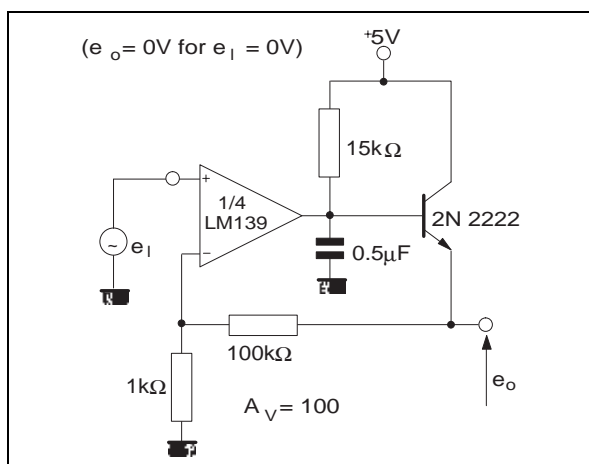 (e o = 0V for e I = 0V)
+5V
15kΩ
+
1/4
LM139
−
2N 2222
~
e I
0.5μF
100kΩ
1kΩ
A V = 100
e o